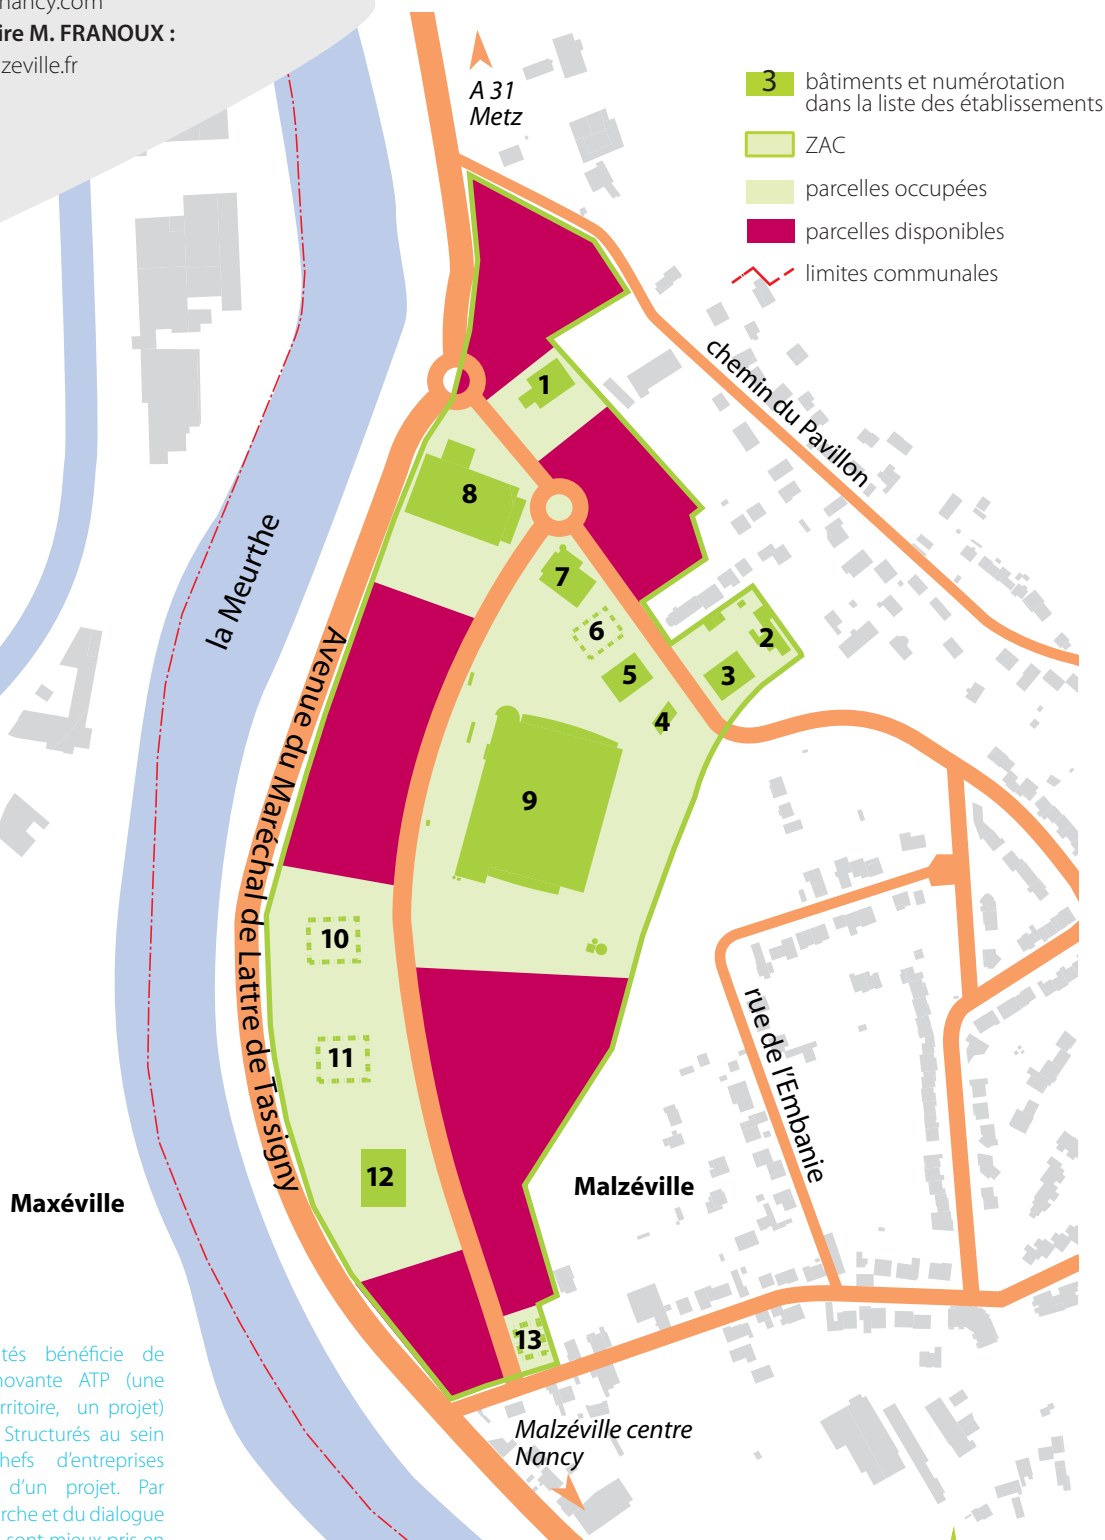 nancy.com
ire M. FRANOUX :
zeville.fr
A 31
Metz
3
bâtiments et numérotation
dans la liste des établissements
ZAC
parcelles occupées
parcelles disponibles
limites communales
chemin du Pavillon
1
8
la Meurthe
7
6
2
5
3
4
Avenue du Maréchal de Lattre de Tassigny
9
10
rue de l'Embanie
11
12
Malzéville
Maxéville
13
tés bénéficie de
novante ATP (une
rritoire, un projet)
Structurés au sein
hefs d'entreprises
d'un projet. Par
rche et du dialogue
sont mieux pris en
Malzéville centre
Nancy